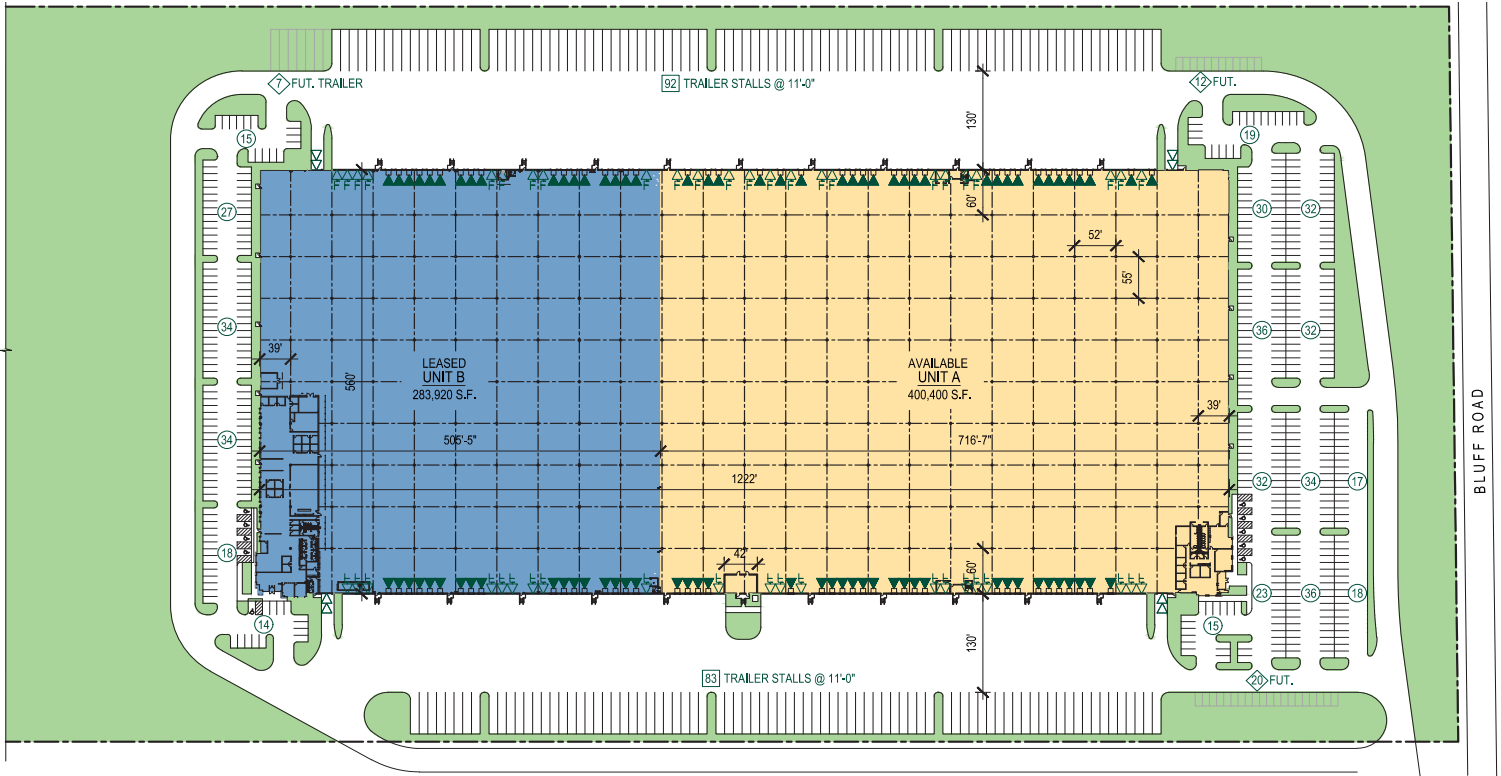 7 FUT. TRAILER
92 TRAILER STALLS @ 11'-0"
12 FUT.
130'
15
19
F F F F F F F F F F F F F F F F F F F
60'
27
30
32
52'
55'
34
36
32
39'
LEASED
UNIT B
283,920 S.F.
560'
AVAILABLE
UNIT A
400,400 S.F.
39'
BLUFF ROAD
34
505'-5"
716'-7"
1222'
32
34
17
18
42'
60'
23
36
18
14
15
130'
83 TRAILER STALLS @ 11'-0"
20 FUT.